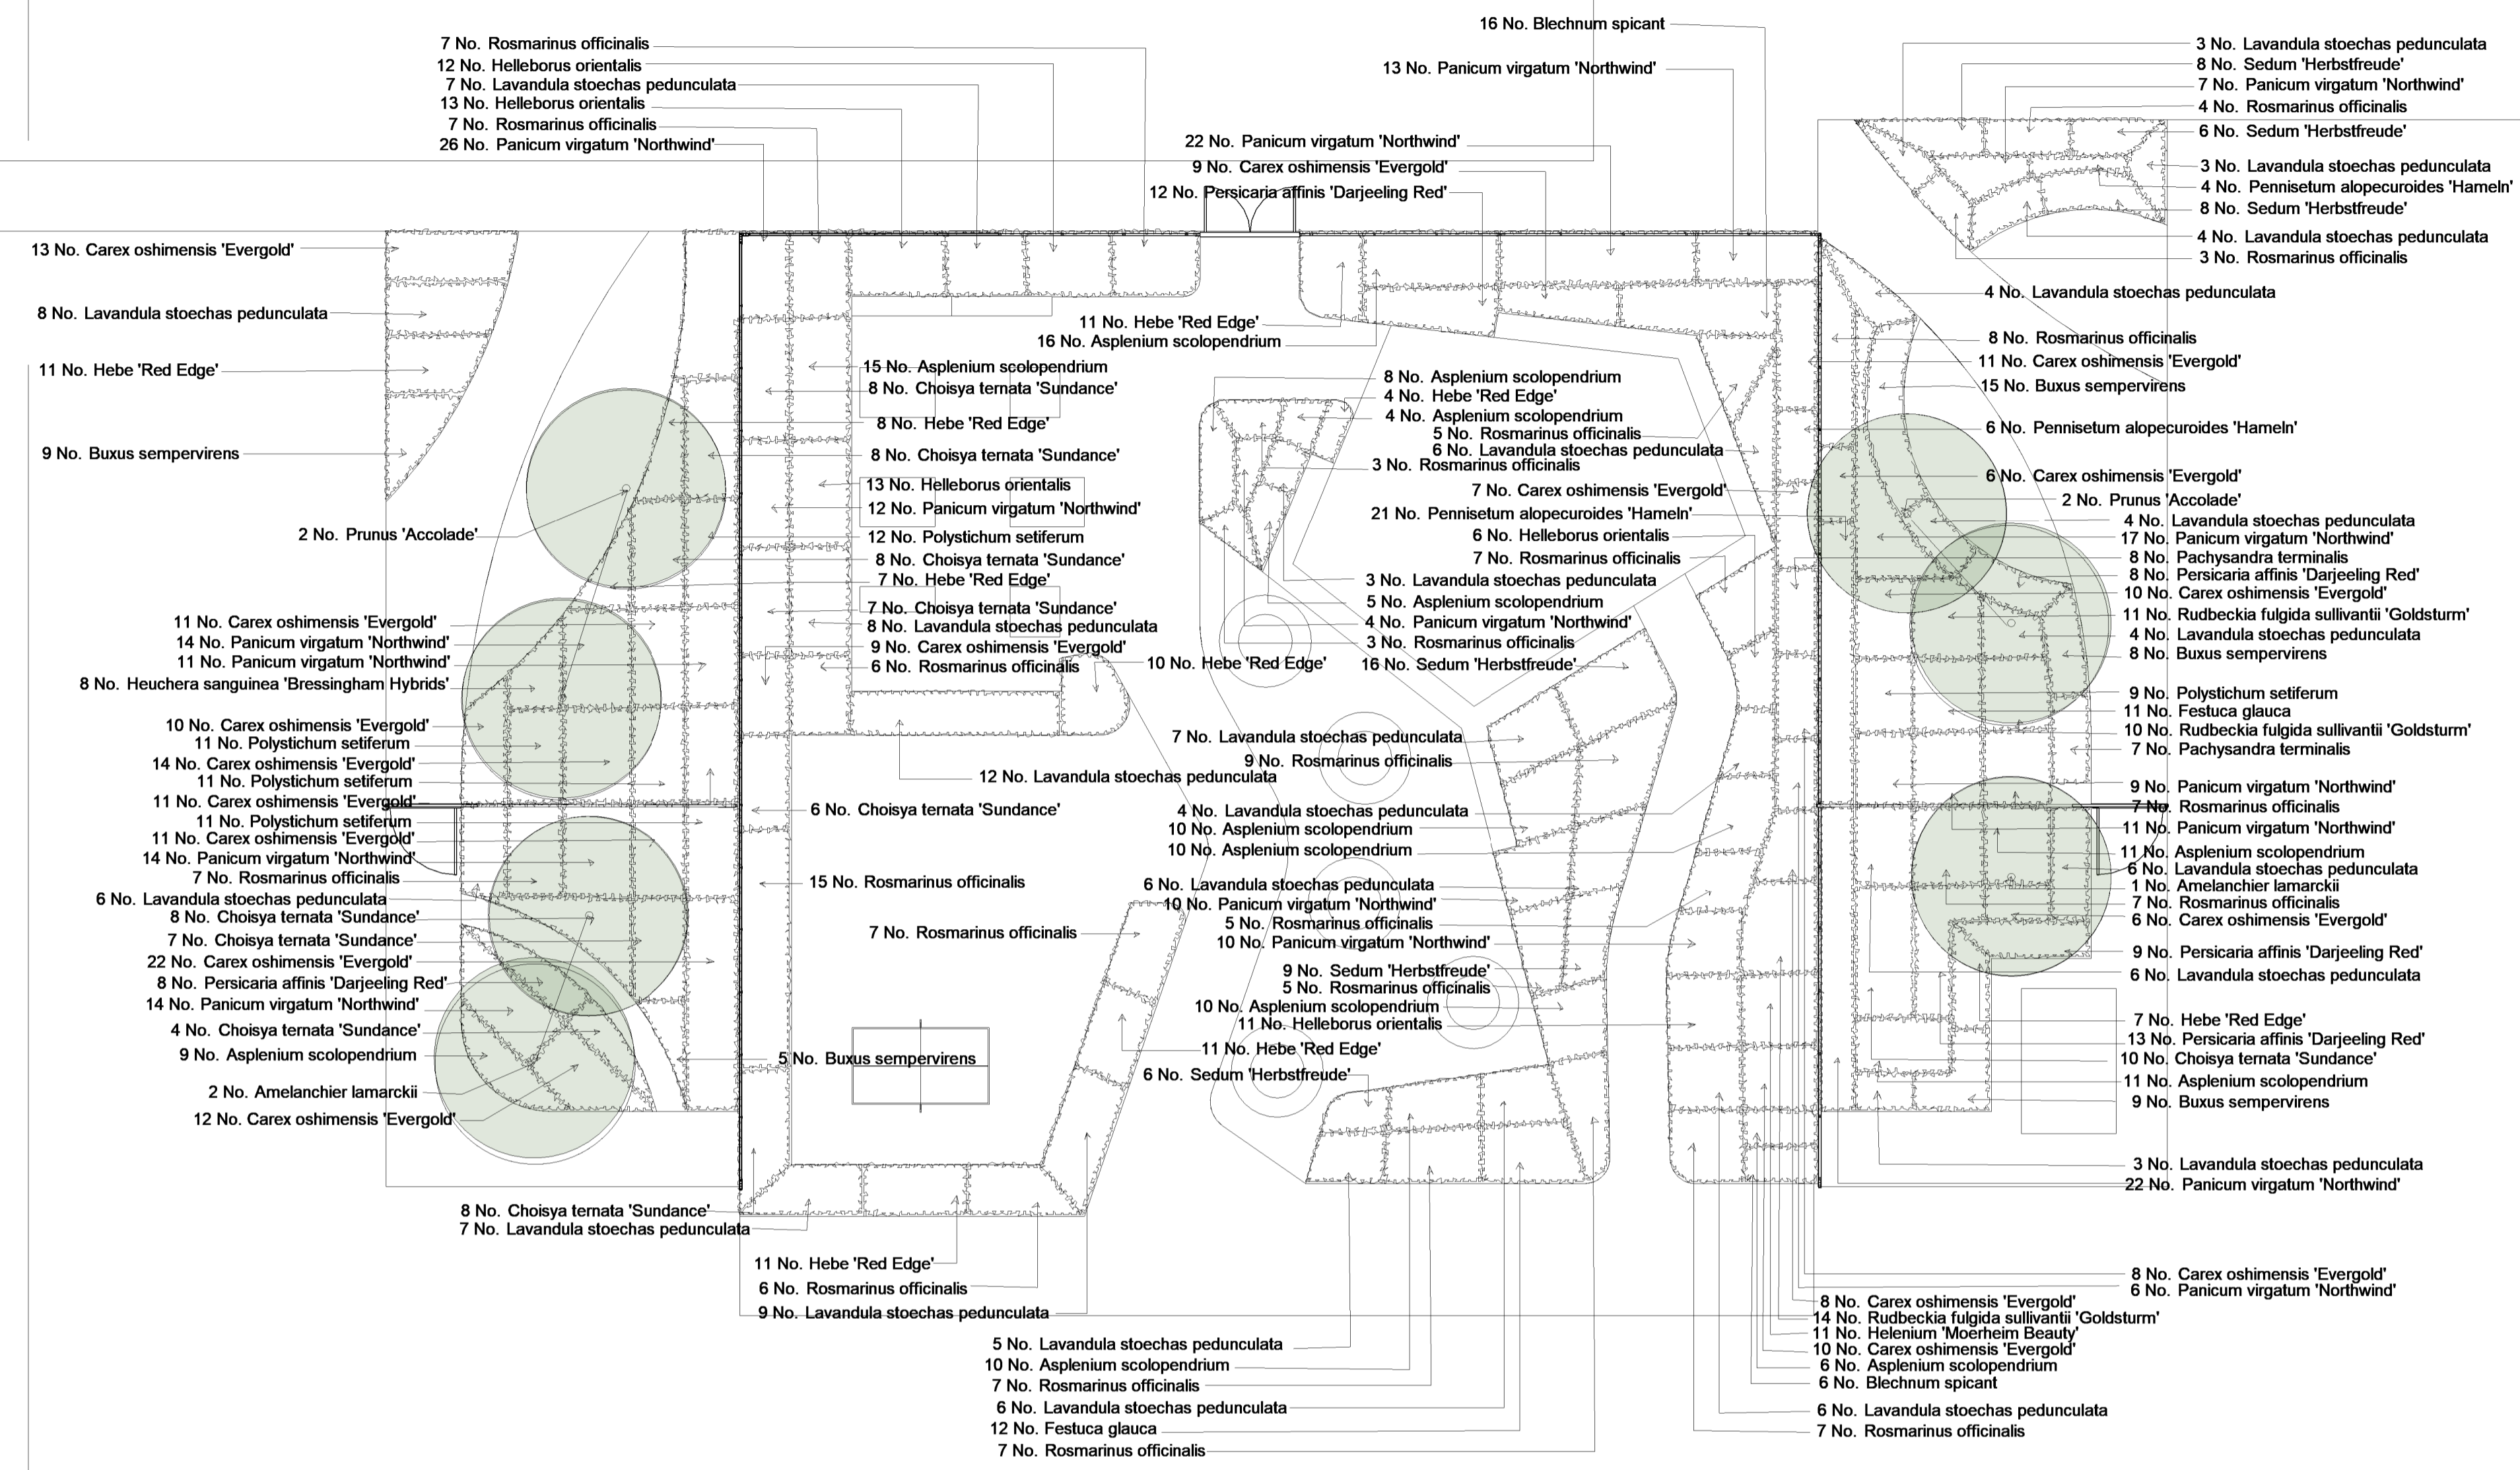 7 No. Rosmarinus officinalis
12 No. Helleborus orientalis
7 No. Lavandula stoechas pedunculata
13 No. Helleborus orientalis
7 No. Rosmarinus officinalis
26 No. Panicum virgatum 'Northwind'
16 No. Blechnum spicant
13 No. Panicum virgatum 'Northwind'
22 No. Panicum virgatum 'Northwind'
9 No. Carex oshimensis 'Evergold'
12 No. Persicaria affinis 'Darjeeling Red'
3 No. Lavandula stoechas pedunculata
8 No. Sedum 'Herbstfreude'
7 No. Panicum virgatum 'Northwind'
4 No. Rosmarinus officinalis
6 No. Sedum 'Herbstfreude'
3 No. Lavandula stoechas pedunculata
4 No. Pennisetum alopecuroides 'Hameln'
8 No. Sedum 'Herbstfreude'
4 No. Lavandula stoechas pedunculata
3 No. Rosmarinus officinalis
13 No. Carex oshimensis 'Evergold'
8 No. Lavandula stoechas pedunculata
11 No. Hebe 'Red Edge'
9 No. Buxus sempervirens
2 No. Prunus 'Accolade'
11 No. Carex oshimensis 'Evergold'
14 No. Panicum virgatum 'Northwind'
11 No. Panicum virgatum 'Northwind'
8 No. Heuchera sanguinea 'Bressingham Hybrids'
10 No. Carex oshimensis 'Evergold'
11 No. Polystichum setiferum
14 No. Carex oshimensis 'Evergold'
11 No. Polystichum setiferum
11 No. Carex oshimensis 'Evergold'
11 No. Polystichum setiferum
11 No. Carex oshimensis 'Evergold'
14 No. Panicum virgatum 'Northwind'
7 No. Rosmarinus officinalis
6 No. Lavandula stoechas pedunculata
8 No. Choisya ternata 'Sundance'
7 No. Choisya ternata 'Sundance'
22 No. Carex oshimensis 'Evergold'
8 No. Persicaria affinis 'Darjeeling Red'
14 No. Panicum virgatum 'Northwind'
4 No. Choisya ternata 'Sundance'
9 No. Asplenium scolopendrium
2 No. Amelanchier lamarckii
12 No. Carex oshimensis 'Evergold'
11 No. Hebe 'Red Edge'
16 No. Asplenium scolopendrium
15 No. Asplenium scolopendrium
8 No. Choisya ternata 'Sundance'
8 No. Hebe 'Red Edge'
8 No. Choisya ternata 'Sundance'
13 No. Helleborus orientalis
12 No. Panicum virgatum 'Northwind'
12 No. Polystichum setiferum
8 No. Choisya ternata 'Sundance'
7 No. Hebe 'Red Edge'
7 No. Choisya ternata 'Sundance'
8 No. Lavandula stoechas pedunculata
9 No. Carex oshimensis 'Evergold'
6 No. Rosmarinus officinalis
10 No. Hebe 'Red Edge'
12 No. Lavandula stoechas pedunculata
6 No. Choisya ternata 'Sundance'
15 No. Rosmarinus officinalis
7 No. Rosmarinus officinalis
5 No. Buxus sempervirens
8 No. Asplenium scolopendrium
4 No. Hebe 'Red Edge'
4 No. Asplenium scolopendrium
5 No. Rosmarinus officinalis
6 No. Lavandula stoechas pedunculata
3 No. Rosmarinus officinalis
7 No. Carex oshimensis 'Evergold'
21 No. Pennisetum alopecuroides 'Hameln'
6 No. Helleborus orientalis
7 No. Rosmarinus officinalis
3 No. Lavandula stoechas pedunculata
5 No. Asplenium scolopendrium
4 No. Panicum virgatum 'Northwind'
3 No. Rosmarinus officinalis
16 No. Sedum 'Herbstfreude'
7 No. Lavandula stoechas pedunculata
9 No. Rosmarinus officinalis
4 No. Lavandula stoechas pedunculata
10 No. Asplenium scolopendrium
10 No. Asplenium scolopendrium
6 No. Lavandula stoechas pedunculata
10 No. Panicum virgatum 'Northwind'
5 No. Rosmarinus officinalis
10 No. Panicum virgatum 'Northwind'
9 No. Sedum 'Herbstfreude'
5 No. Rosmarinus officinalis
10 No. Asplenium scolopendrium
11 No. Helleborus orientalis
11 No. Hebe 'Red Edge'
6 No. Sedum 'Herbstfreude'
4 No. Lavandula stoechas pedunculata
8 No. Rosmarinus officinalis
11 No. Carex oshimensis 'Evergold'
15 No. Buxus sempervirens
6 No. Pennisetum alopecuroides 'Hameln'
6 No. Carex oshimensis 'Evergold'
2 No. Prunus 'Accolade'
4 No. Lavandula stoechas pedunculata
17 No. Panicum virgatum 'Northwind'
8 No. Pachysandra terminalis
8 No. Persicaria affinis 'Darjeeling Red'
10 No. Carex oshimensis 'Evergold'
11 No. Rudbeckia fulgida sullivantii 'Goldsturm'
4 No. Lavandula stoechas pedunculata
8 No. Buxus sempervirens
9 No. Polystichum setiferum
11 No. Festuca glauca
10 No. Rudbeckia fulgida sullivantii 'Goldsturm'
7 No. Pachysandra terminalis
9 No. Panicum virgatum 'Northwind'
7 No. Rosmarinus officinalis
11 No. Panicum virgatum 'Northwind'
11 No. Asplenium scolopendrium
6 No. Lavandula stoechas pedunculata
1 No. Amelanchier lamarckii
7 No. Rosmarinus officinalis
6 No. Carex oshimensis 'Evergold'
9 No. Persicaria affinis 'Darjeeling Red'
6 No. Lavandula stoechas pedunculata
7 No. Hebe 'Red Edge'
13 No. Persicaria affinis 'Darjeeling Red'
10 No. Choisya ternata 'Sundance'
11 No. Asplenium scolopendrium
9 No. Buxus sempervirens
3 No. Lavandula stoechas pedunculata
22 No. Panicum virgatum 'Northwind'
8 No. Choisya ternata 'Sundance'
7 No. Lavandula stoechas pedunculata
11 No. Hebe 'Red Edge'
6 No. Rosmarinus officinalis
9 No. Lavandula stoechas pedunculata
5 No. Lavandula stoechas pedunculata
10 No. Asplenium scolopendrium
7 No. Rosmarinus officinalis
6 No. Lavandula stoechas pedunculata
12 No. Festuca glauca
7 No. Rosmarinus officinalis
8 No. Carex oshimensis 'Evergold'
6 No. Panicum virgatum 'Northwind'
8 No. Carex oshimensis 'Evergold'
14 No. Rudbeckia fulgida sullivantii 'Goldsturm'
11 No. Helenium 'Moerheim Beauty'
10 No. Carex oshimensis 'Evergold'
6 No. Asplenium scolopendrium
6 No. Blechnum spicant
6 No. Lavandula stoechas pedunculata
7 No. Rosmarinus officinalis